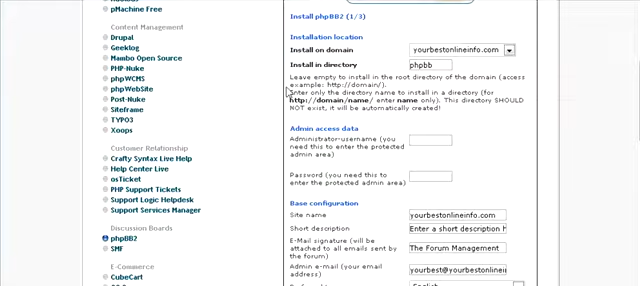 pMachine Free
Content Management
Drupal
Geeklog
Mambo Open Source
PHP-Nuke
phpWCMS
phpWebSite
Post-Nuke
Siteframe
TYPO3
Xoops
Customer Relationship
Crafty Syntax Live Help
Help Center Live
osTicket
PHP Support Tickets
Support Logic Helpdesk
Support Services Manager
Discussion Boards
phpBB2
SMF
E-Commerce
CubeCart
Install phpBB2 (1/3)
Installation location
Install on domain yourbestonlineinfo.com
Install in directory phpbb
Leave empty to install in the root directory of the domain (access
example: http://domain/).
Enter only the directory name to install in a directory (for
http://domain/name/ enter name only). This directory SHOULD
NOT exist, it will be automatically created!
Admin access data
Administrator-username (you
need this to enter the protected
admin area)
Password (you need this to
enter the protected admin area)
Base configuration
Site name yourbestonlineinfo.com
Short description Enter a short description
E-Mail signature (will be
attached to all emails sent by
the forum) The Forum Management
Admin e-mail (your email
address) yourbest@yourbestonlinein
English